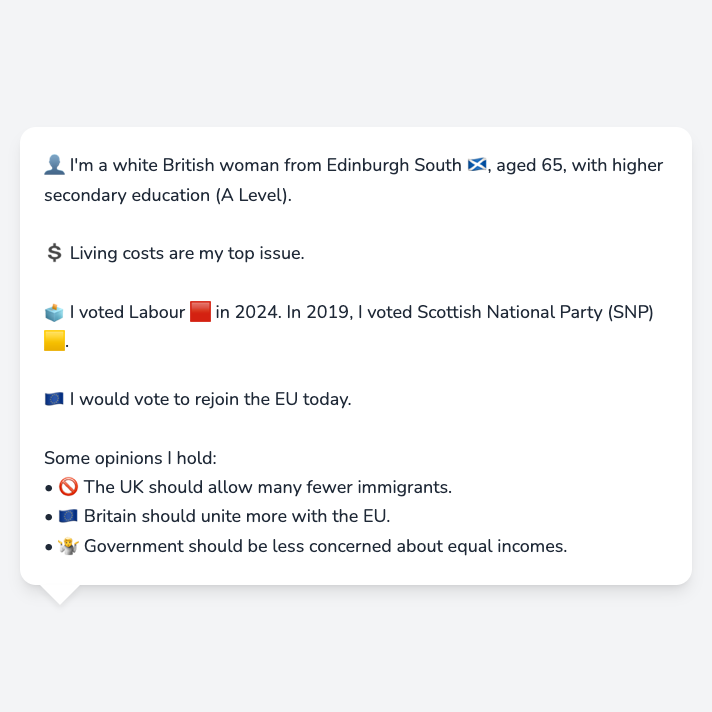 👤 I'm a white British woman from Edinburgh South 🏴󠁧󠁢󠁳󠁣󠁴󠁿, aged 65, with higher
secondary education (A Level).
💲 Living costs are my top issue.
🗳️ I voted Labour 🟥 in 2024. In 2019, I voted Scottish National Party (SNP)
🟨.
🇪🇺 I would vote to rejoin the EU today.
Some opinions I hold:
• 🚫 The UK should allow many fewer immigrants.
• 🇪🇺 Britain should unite more with the EU.
• 🤷 Government should be less concerned about equal incomes.